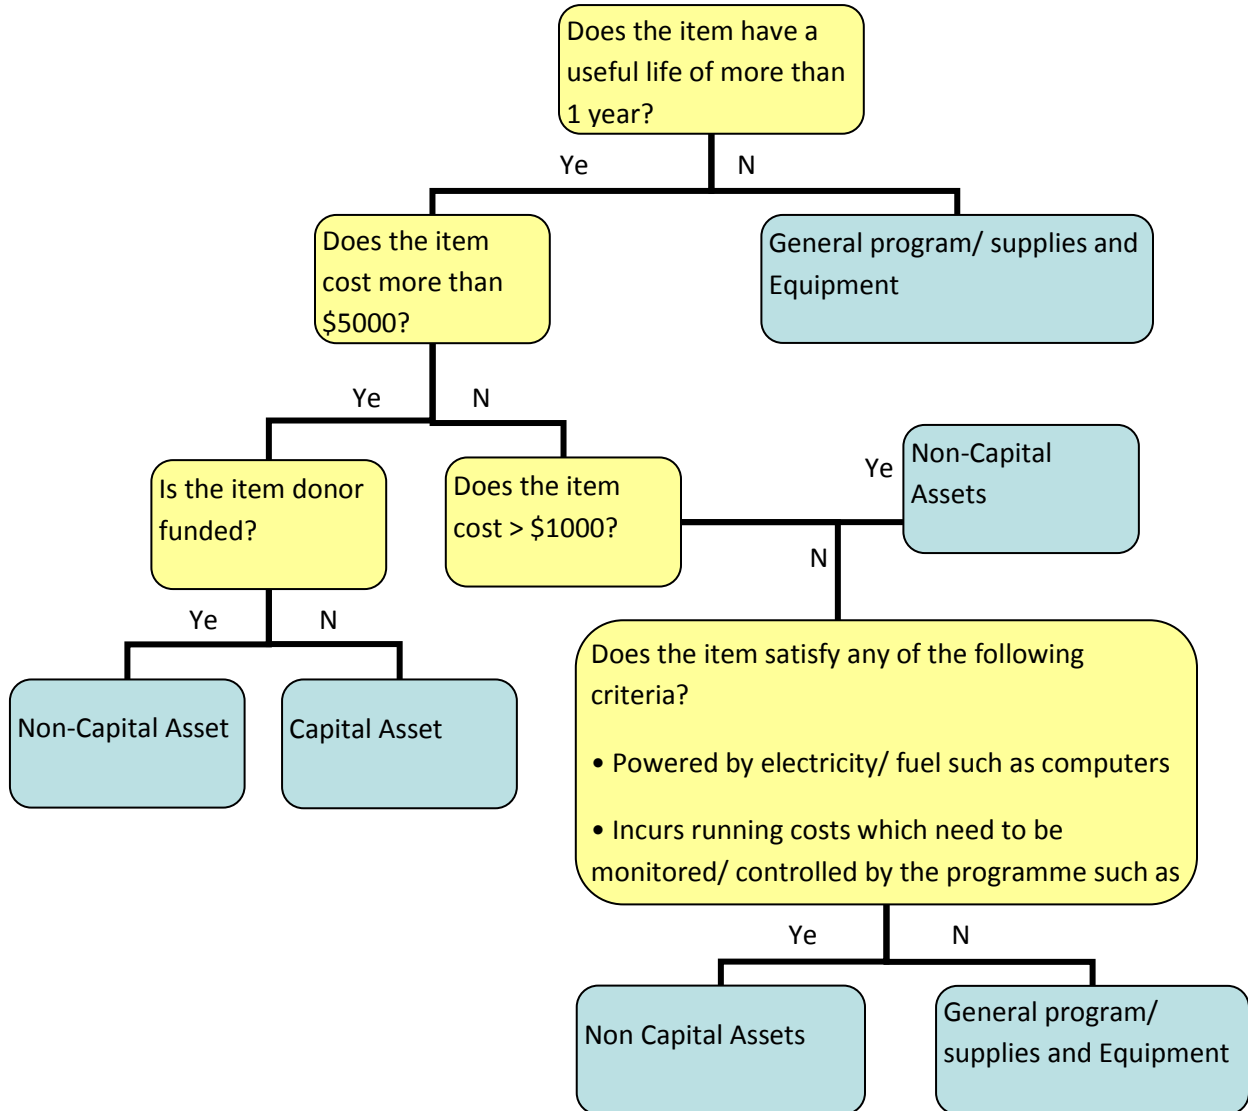 Does the item have a
useful life of more than
1 year?
Ye
N
Does the item
cost more than
$5000?
General program/ supplies and
Equipment
Ye
N
Is the item donor
funded?
Does the item
cost > $1000?
Ye
Non-Capital
Assets
N
Ye
N
Non-Capital Asset
Capital Asset
Does the item satisfy any of the following
criteria?
• Powered by electricity/ fuel such as computers
• Incurs running costs which need to be
monitored/ controlled by the programme such as
Ye
N
Non Capital Assets
General program/
supplies and Equipment